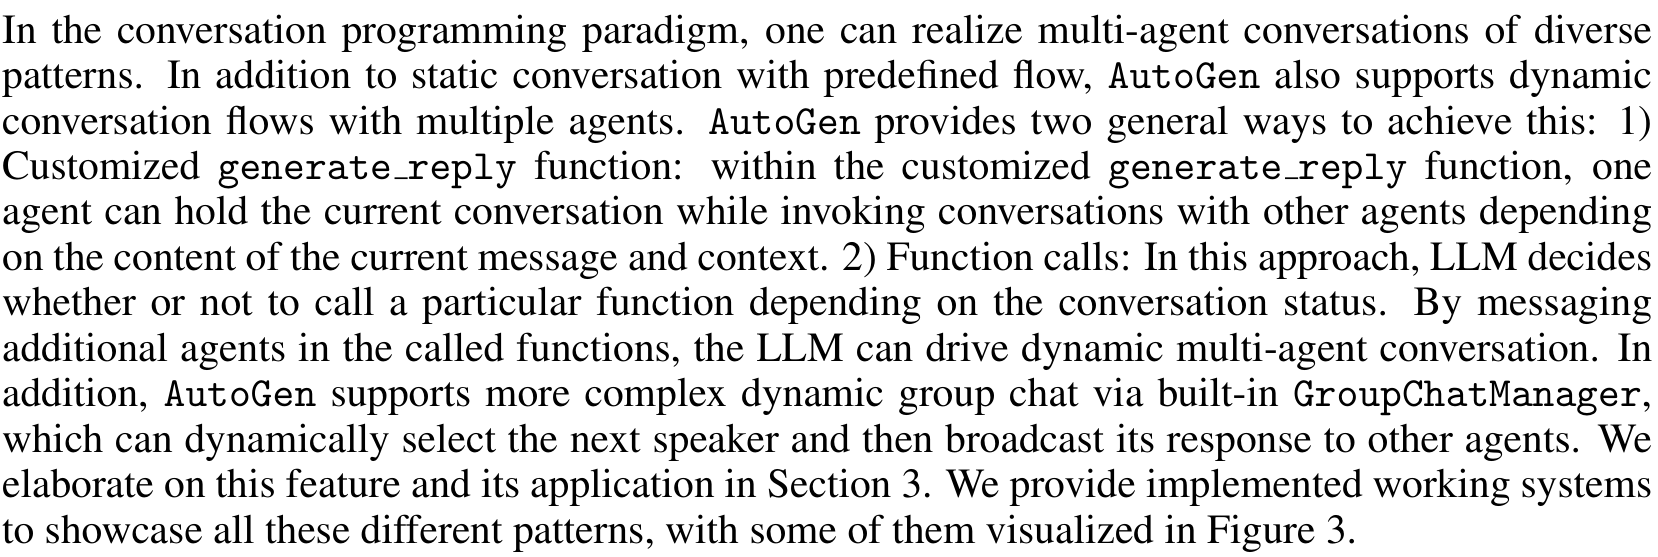 In the conversation programming paradigm, one can realize multi-agent conversations of diverse
patterns. In addition to static conversation with predefined flow, AutoGen also supports dynamic
conversation flows with multiple agents. AutoGen provides two general ways to achieve this: 1)
Customized generate_reply function: within the customized generate_reply function, one
agent can hold the current conversation while invoking conversations with other agents depending
on the content of the current message and context. 2) Function calls: In this approach, LLM decides
whether or not to call a particular function depending on the conversation status. By messaging
additional agents in the called functions, the LLM can drive dynamic multi-agent conversation. In
addition, AutoGen supports more complex dynamic group chat via built-in GroupChatManager,
which can dynamically select the next speaker and then broadcast its response to other agents. We
elaborate on this feature and its application in Section 3. We provide implemented working systems
to showcase all these different patterns, with some of them visualized in Figure 3.